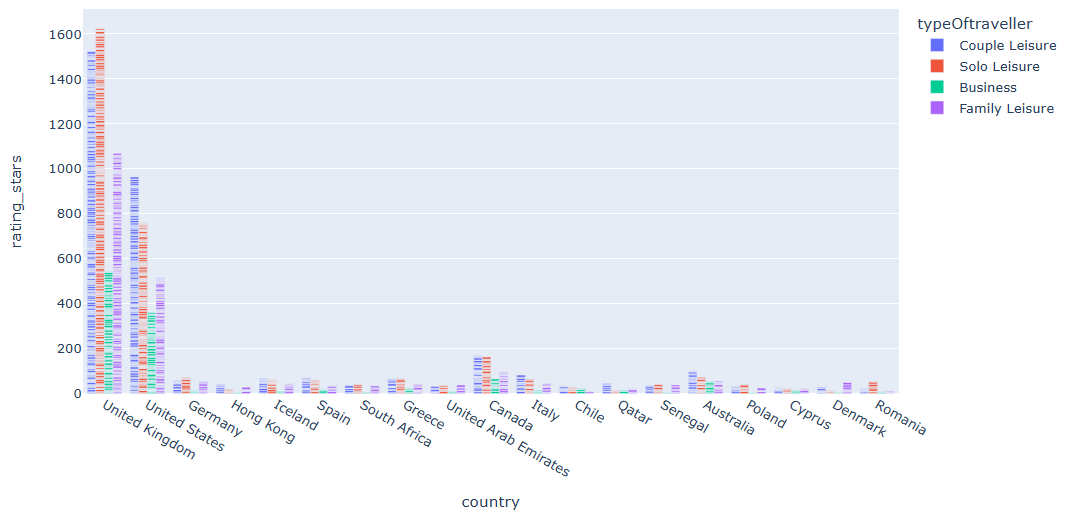 typeOftraveller
Couple Leisure
Solo Leisure
Business
Family Leisure
rating_stars
1600
1400
1200
1000
800
600
400
200
0
United Kingdom
United States
Germany
Hong Kong
Iceland
Spain
South Africa
Greece
United Arab Emirates
Canada
Italy
Chile
Qatar
Senegal
Australia
Poland
Cyprus
Denmark
Romania
country